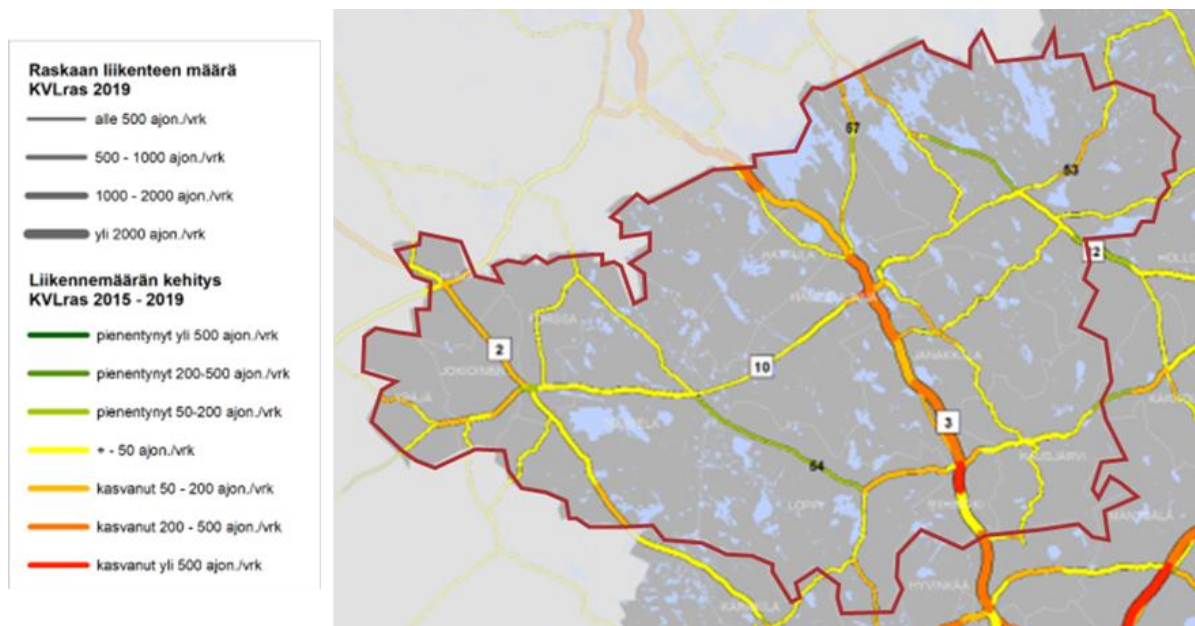 Raskaan liikenteen määrä
KVLras 2019
alle 500 ajon./vrk
500 - 1000 ajon./vrk
1000 - 2000 ajon./vrk
yli 2000 ajon./vrk
Liikennemäärän kehitys
KVLras 2015 - 2019
pienentynyt yli 500 ajon./vrk
pienentynyt 200-500 ajon./vrk
pienentynyt 50-200 ajon./vrk
+ - 50 ajon./vrk
kasvanut 50 - 200 ajon./vrk
kasvanut 200 - 500 ajon./vrk
kasvanut yli 500 ajon./vrk
57
53
2
10
JOKIOINEN
JANAKKALA
3
HAUSJÄRVI
54
LOPPI
MÄNTSÄLÄ
HYVINKÄÄ
KARKKILA